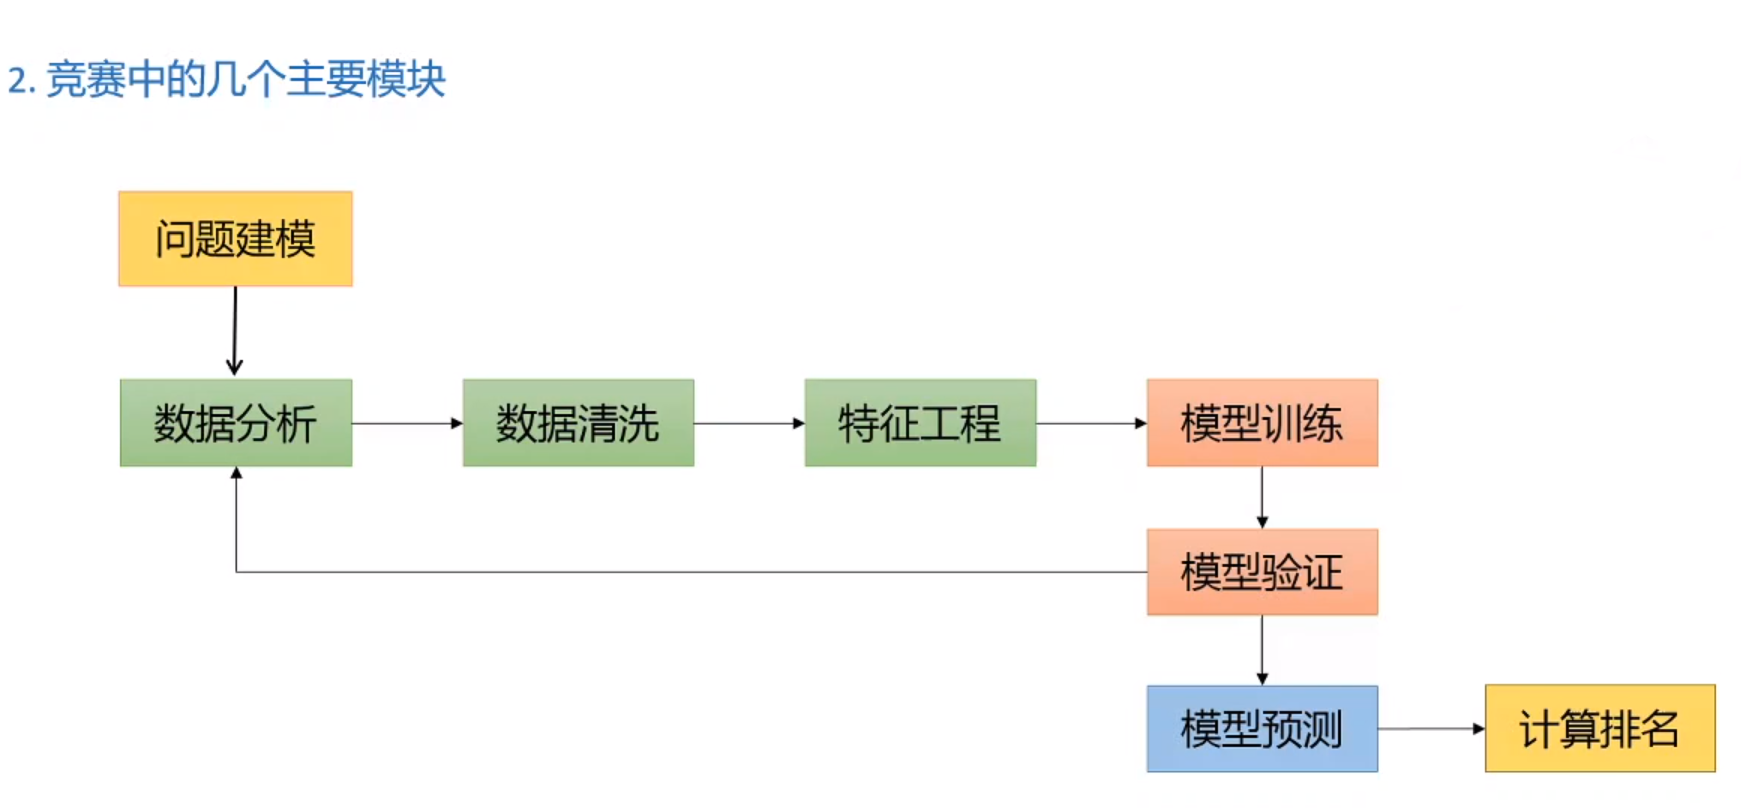 2. 竞赛中的几个主要模块
问题建模
数据分析
数据清洗
特征工程
模型训练
模型验证
模型预测
计算排名